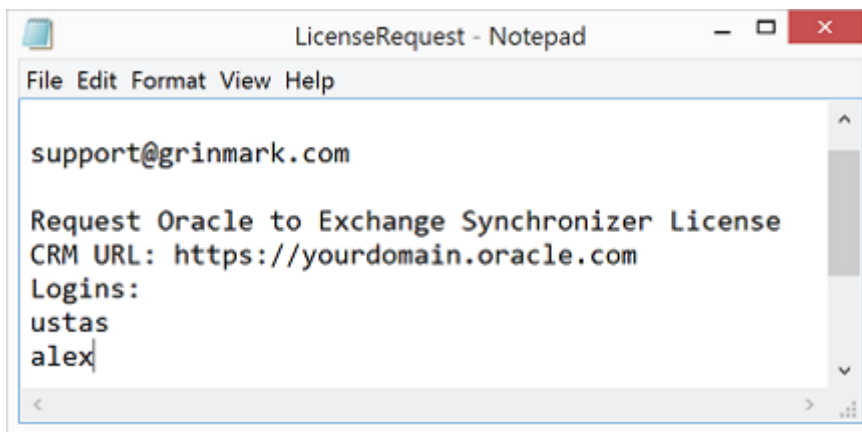 LicenseRequest - Notepad
File Edit Format View Help
support@grinmark.com
Request Oracle to Exchange Synchronizer License
CRM URL: https://yourdomain.oracle.com
Logins:
ustas
alex